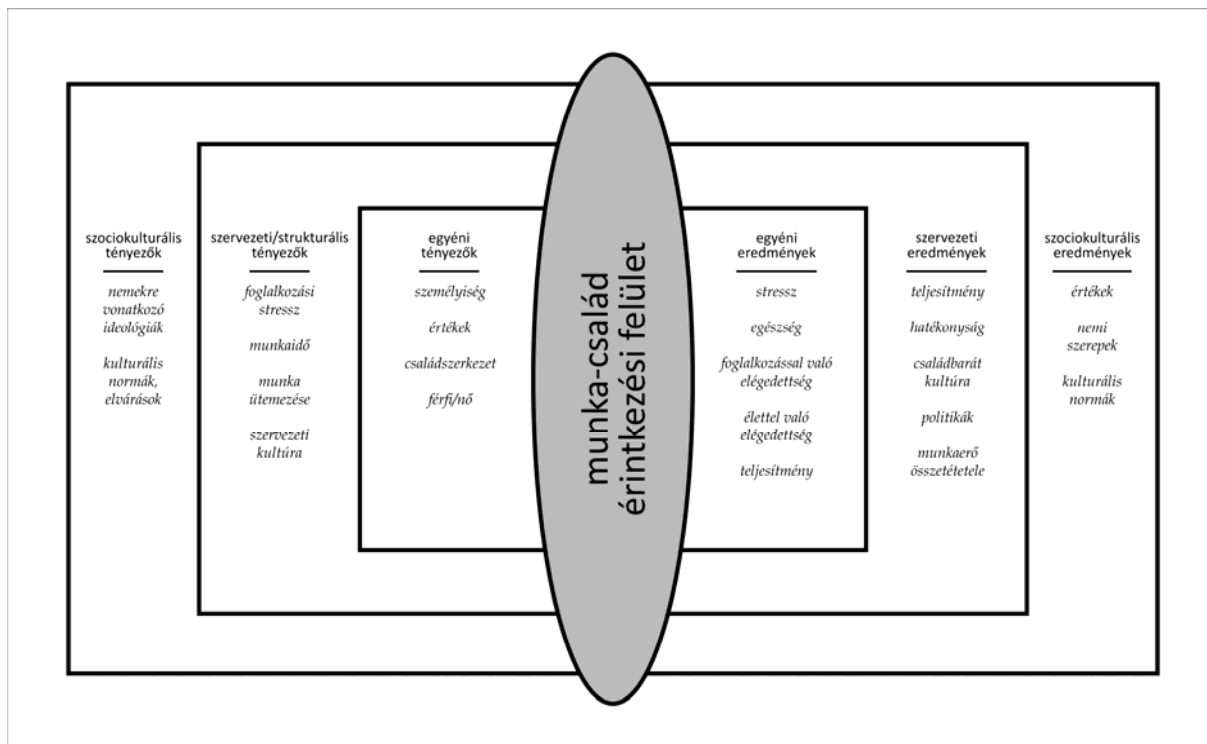 szociokulturális
tényezők
nemekre
vonatkozó
ideológiák
kulturális
normák,
elvárások
szervezeti/strukturális
tényezők
foglalkozási
stressz
munkaidő
munka
ütemezése
szervezeti
kultúra
egyéni
tényezők
személyiség
értékek
családszerkezet
férfi/nő
munka-család
érintkezési felület
egyéni
eredmények
stressz
egészség
foglalkozással való
elégedettség
élettel való
elégedettség
teljesítmény
szervezeti
eredmények
teljesítmény
hatékonyság
családbarát
kultúra
politikák
munkaerő
összetételele
szociokulturális
eredmények
értékek
nemi
szerepek
kulturális
normák